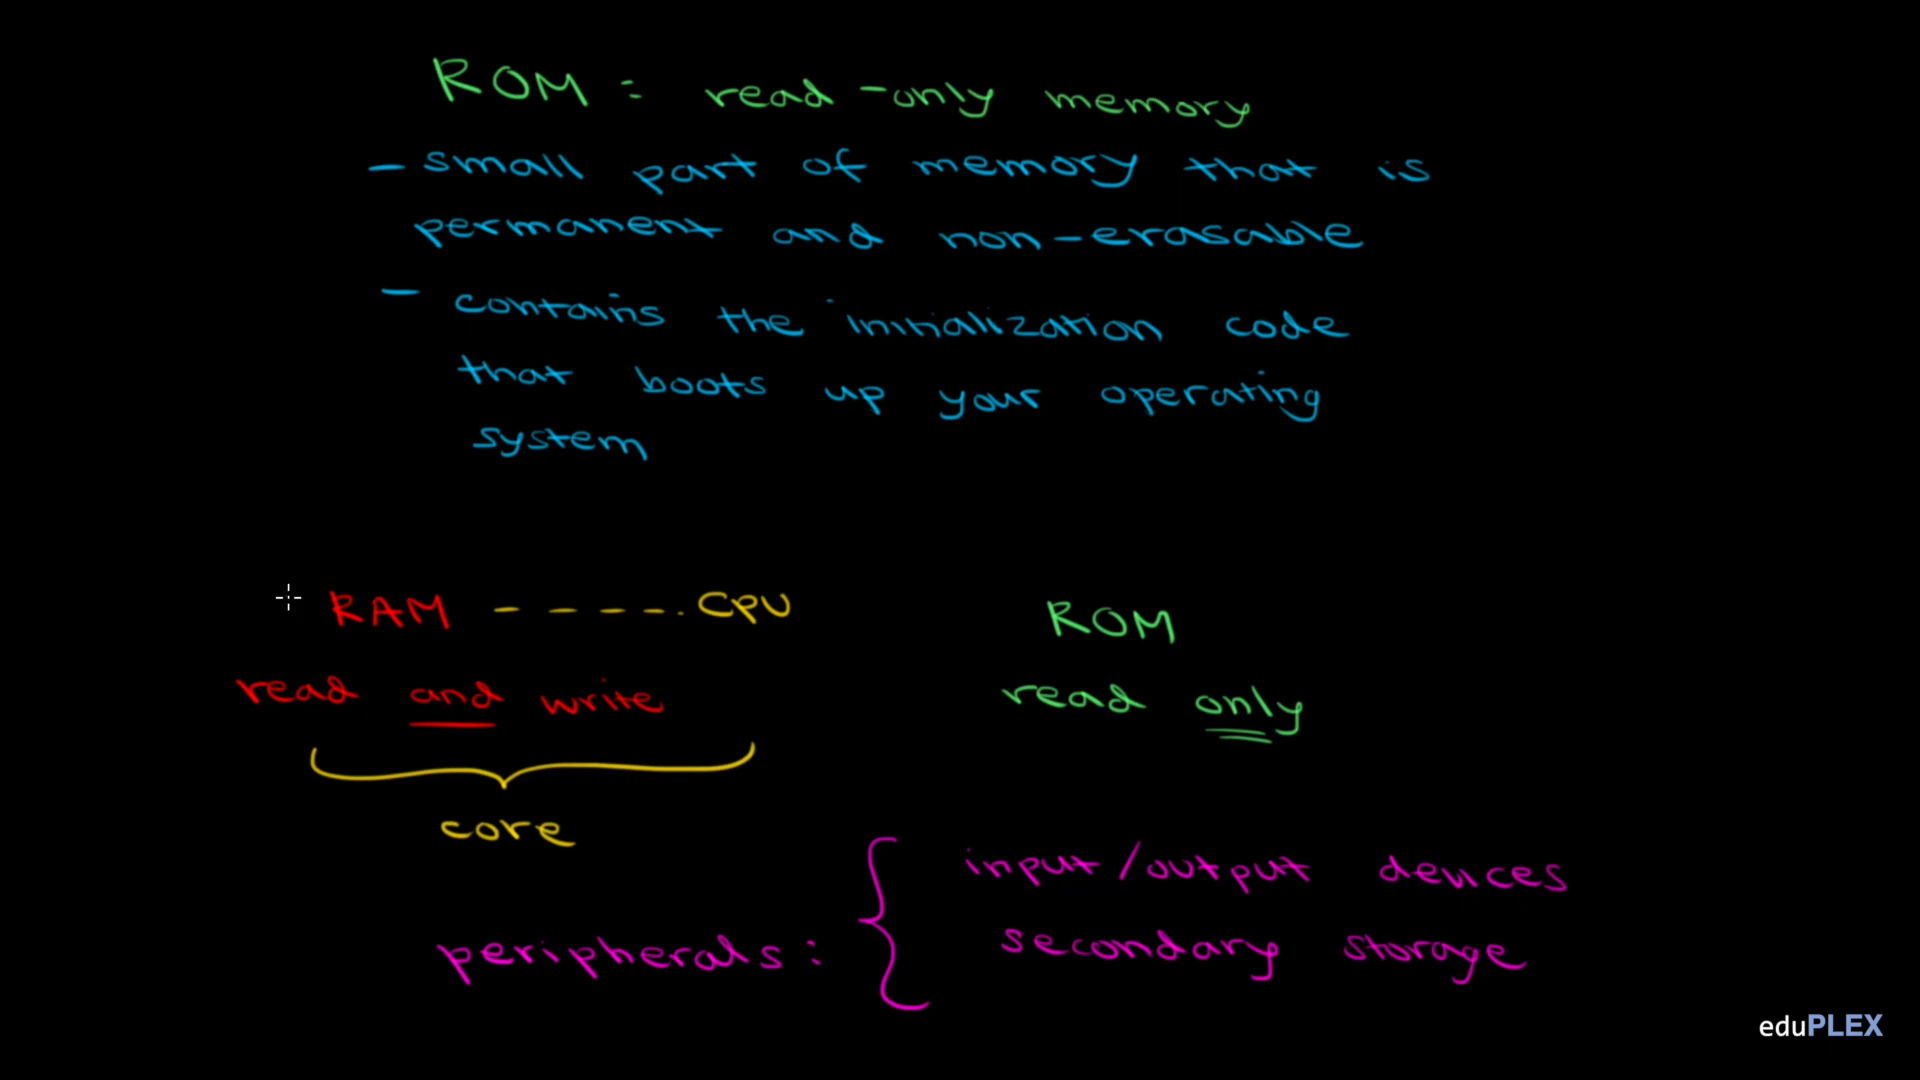 ROM : read-only memory
- small part of memory that is
permanent and non-erasable
- contains the initialization code
that boots up your operating
system
RAM - - - - . CPU
ROM
read and write
read only
core
input/output devices
peripherals:
secondary storage
eduPLEX